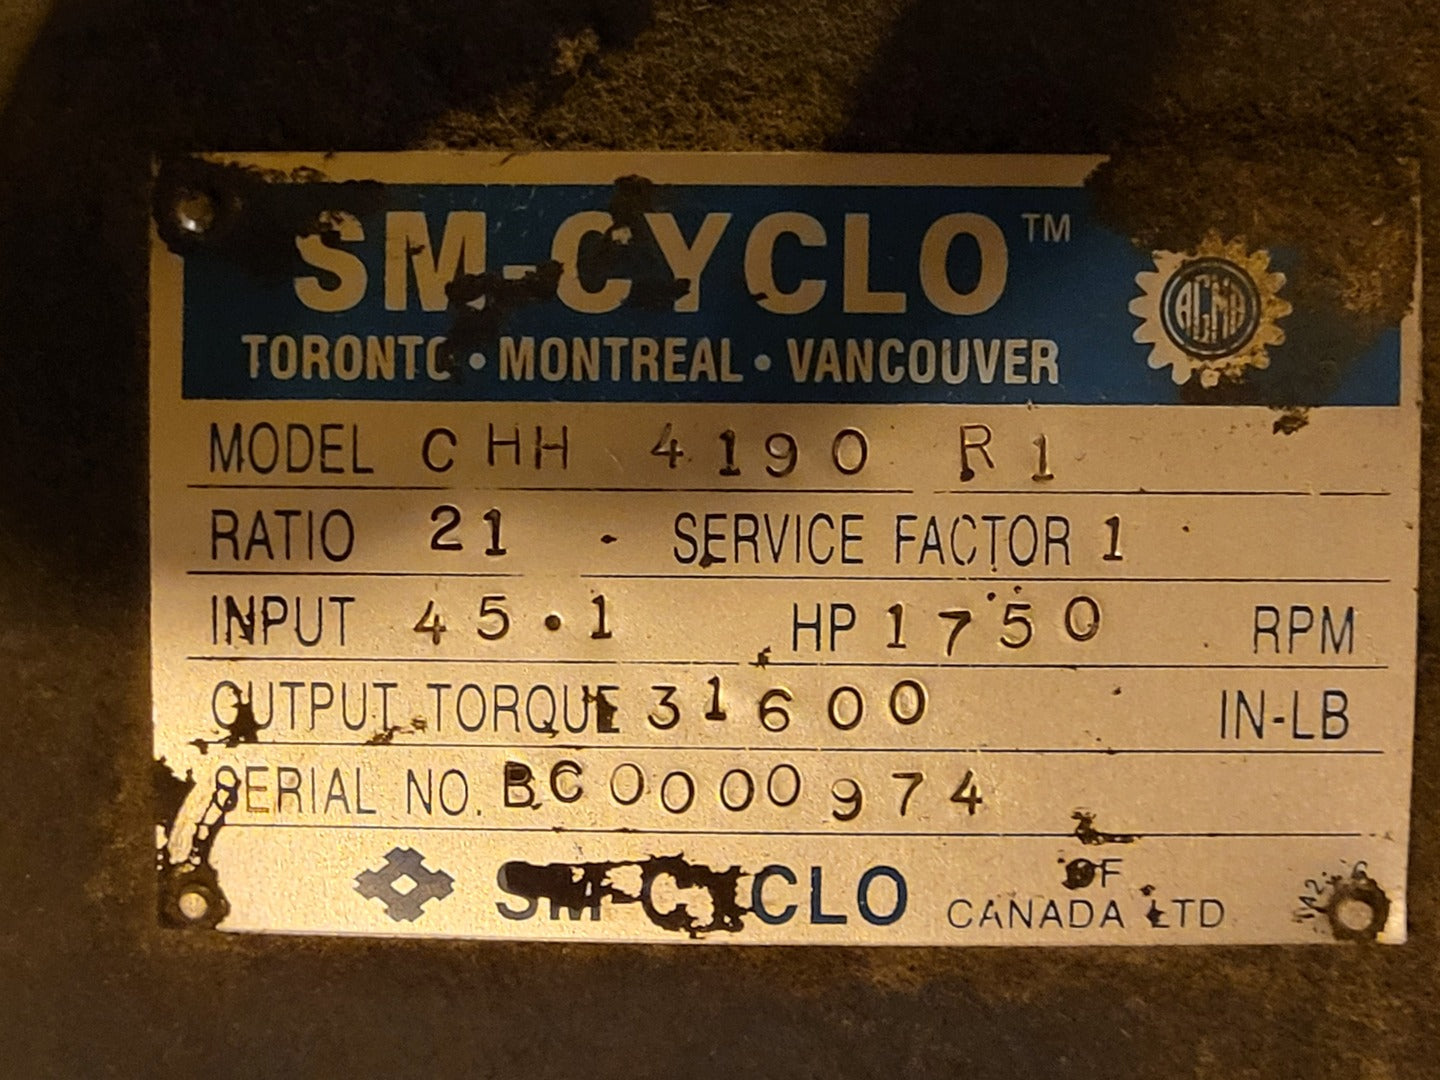 SM-CYCLO™
TORONTO • MONTREAL • VANCOUVER
AGMA
MODEL CHH 4190 R1
RATIO 21 SERVICE FACTOR 1
INPUT 45.1 HP 1750 RPM
OUTPUT TORQUE 31600 IN-LB
SERIAL NO. BC0000974
SM-CYCLO OF
CANADA LTD